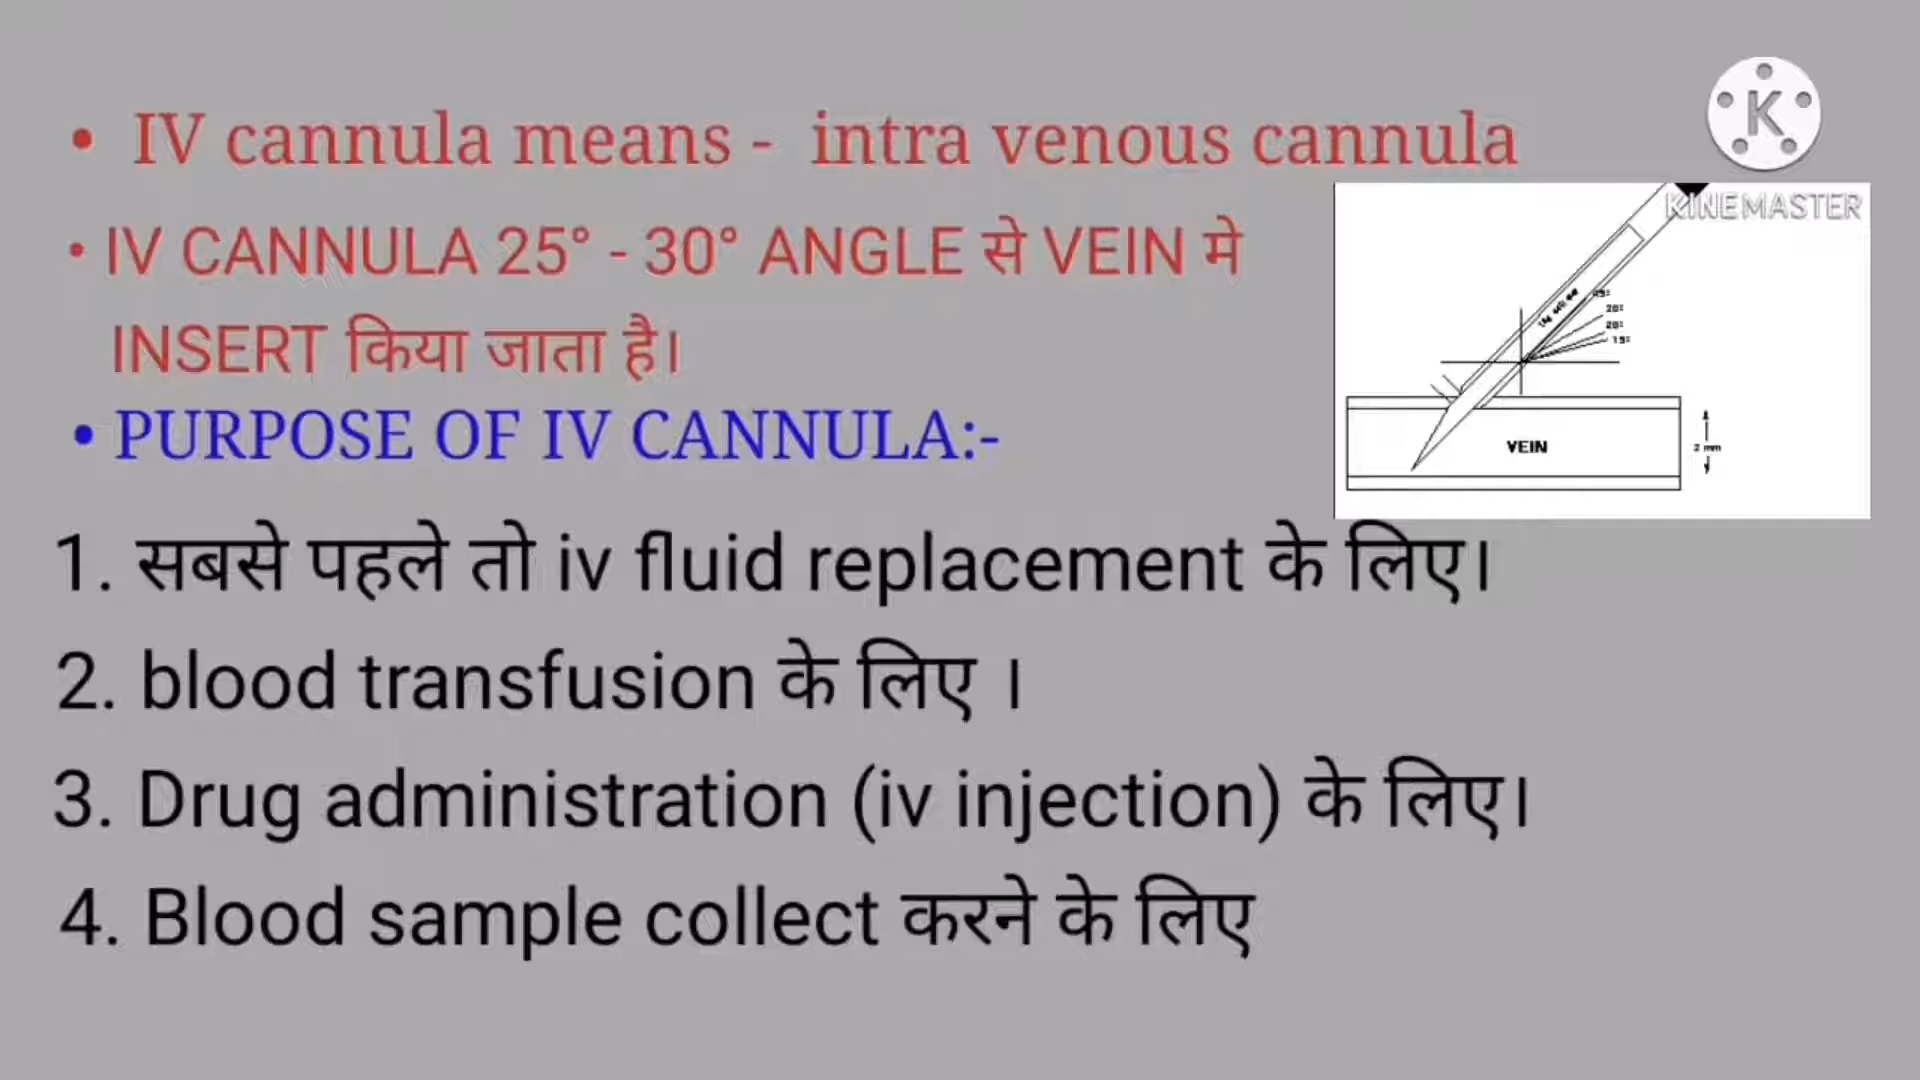 • IV cannula means - intra venous cannula
• IV CANNULA 25° - 30° ANGLE से VEIN मे
INSERT किया जाता है।
• PURPOSE OF IV CANNULA:-
1. सबसे पहले तो iv fluid replacement के लिए।
2. blood transfusion के लिए ।
3. Drug administration (iv injection) के लिए।
4. Blood sample collect करने के लिए
K
KINEMASTER
VEIN
2 mm